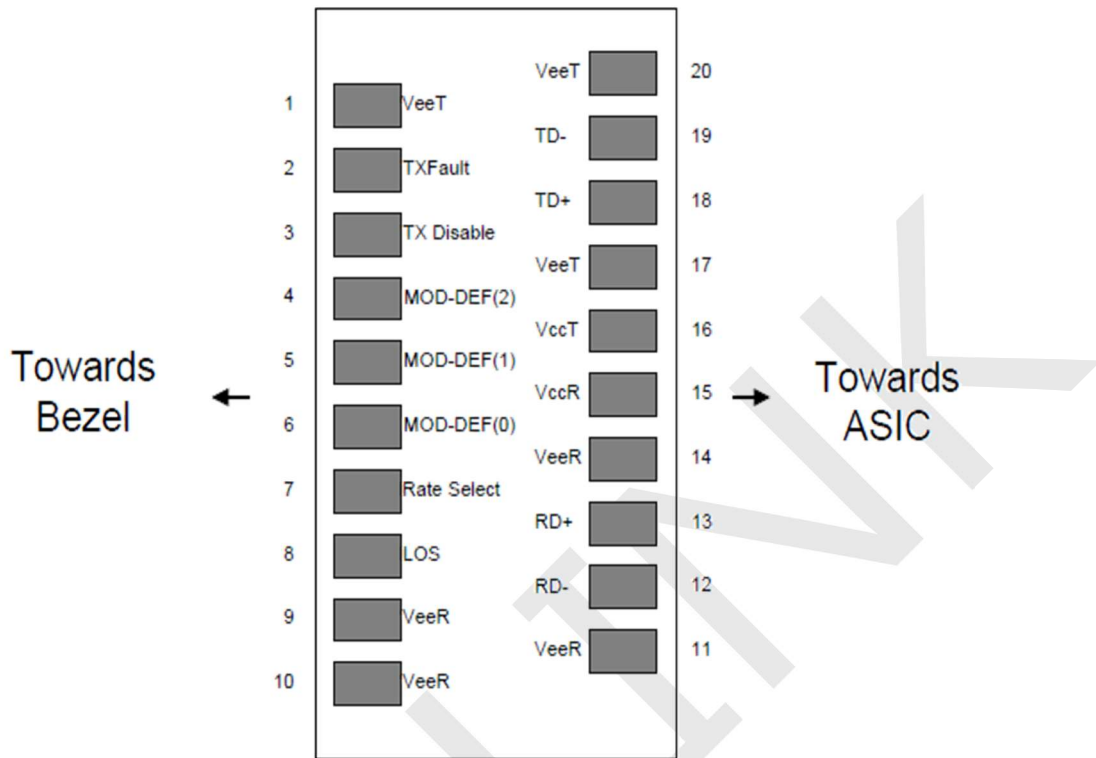 VeeT 20
1 VeeT
TD- 19
2 TXFault
TD+ 18
3 TX Disable
VeeT 17
4 MOD-DEF(2)
VccT 16
5 MOD-DEF(1)
Towards
Bezel
VccR 15
Towards
ASIC
6 MOD-DEF(0)
VeeR 14
7 Rate Select
RD+ 13
8 LOS
RD- 12
9 VeeR
VeeR 11
10 VeeR